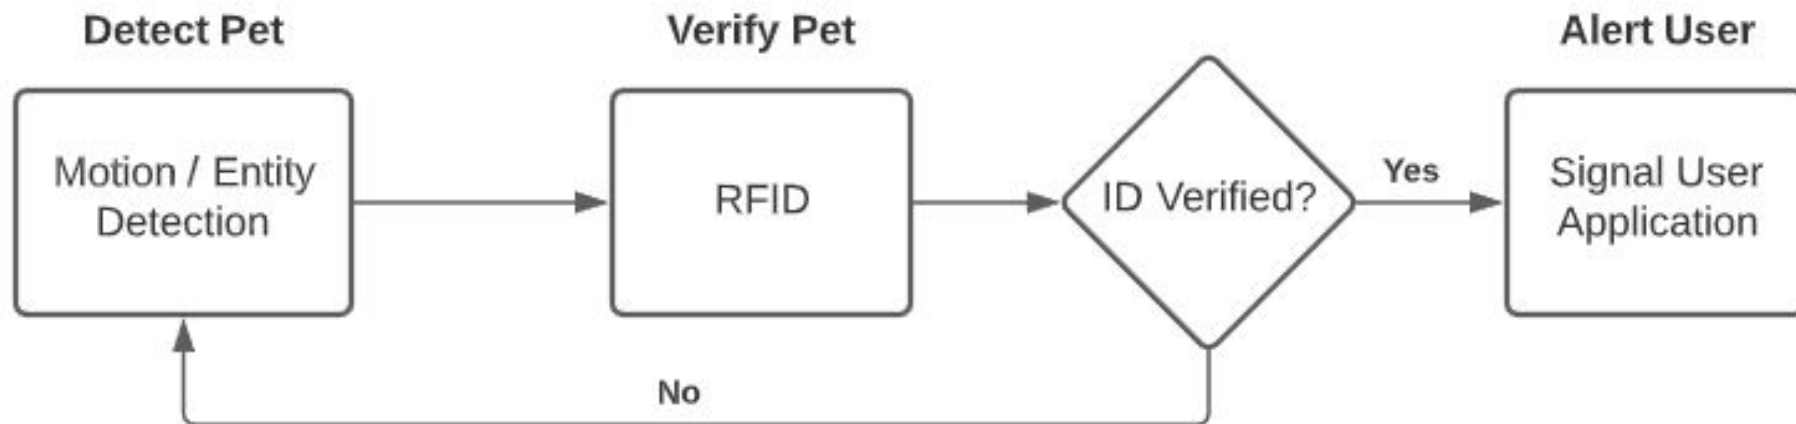 Detect Pet
Verify Pet
Alert User
Motion / Entity
Detection
RFID
ID Verified?
Yes
Signal User
Application
No